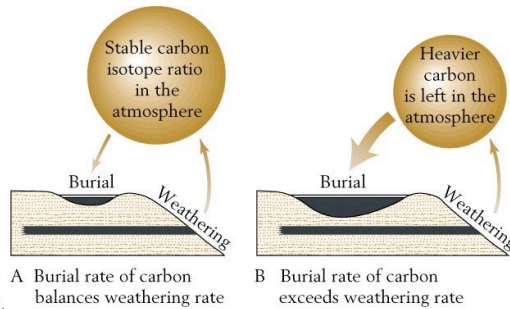 Stable carbon
isotope ratio
in the
atmosphere
Burial
Weathering
A Burial rate of carbon
balances weathering rate
Heavier
carbon
is left in the
atmosphere
Burial
Weathering
B Burial rate of carbon
exceeds weathering rate